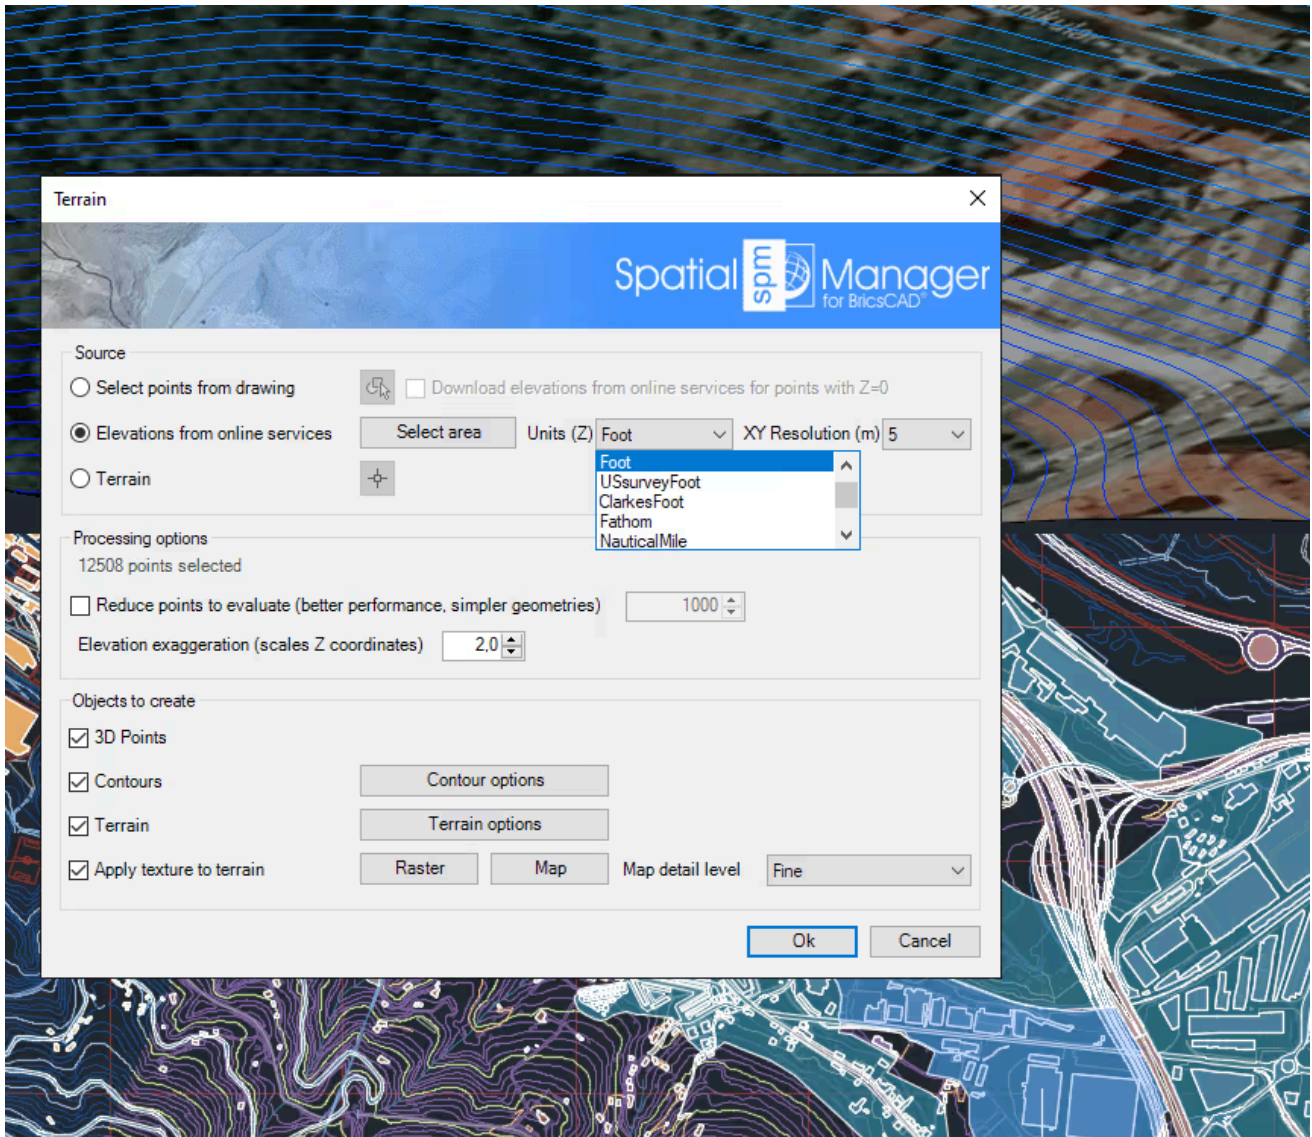 Terrain
Spatial spm Manager
for BricsCAD®
Source
Select points from drawing
Download elevations from online services for points with Z=0
Elevations from online services
Select area
Units (Z)
Foot
XY Resolution (m)
5
Foot
USsurveyFoot
ClarkesFoot
Fathom
NauticalMile
Terrain
Processing options
12508 points selected
Reduce points to evaluate (better performance, simpler geometries)
1000
Elevation exaggeration (scales Z coordinates)
2,0
Objects to create
3D Points
Contours
Contour options
Terrain
Terrain options
Apply texture to terrain
Raster
Map
Map detail level
Fine
Ok
Cancel